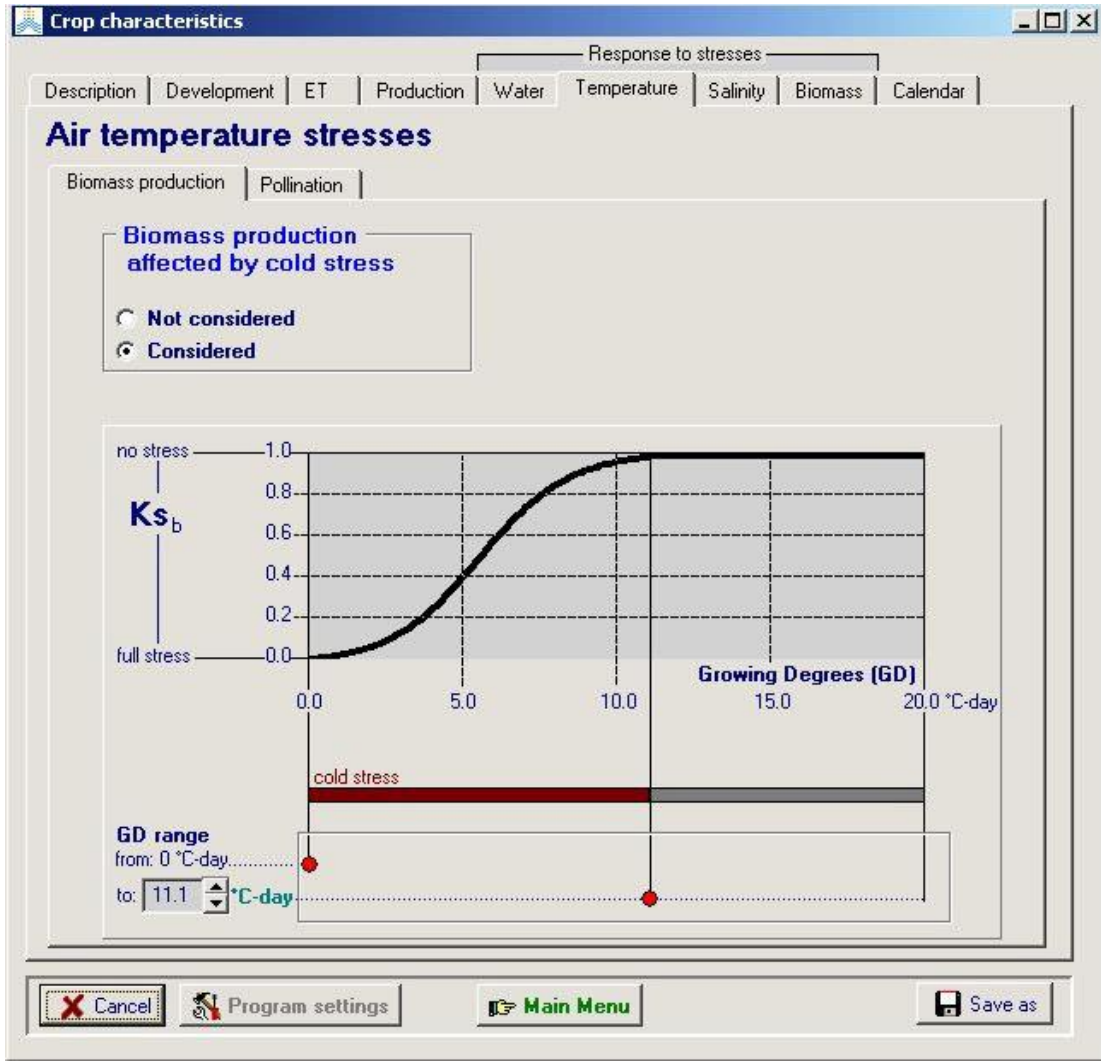 Crop characteristics
Response to stresses
Description Development ET Production Water Temperature Salinity Biomass Calendar
Air temperature stresses
Biomass production Pollination
Biomass production
affected by cold stress
Not considered
Considered
no stress 1.0
0.8
Ksb
0.6
0.4
0.2
full stress 0.0
Growing Degrees (GD)
0.0 5.0 10.0 15.0 20.0 °C-day
cold stress
GD range
from: 0 °C-day
to: 11.1 °C-day
Cancel Program settings Main Menu Save as